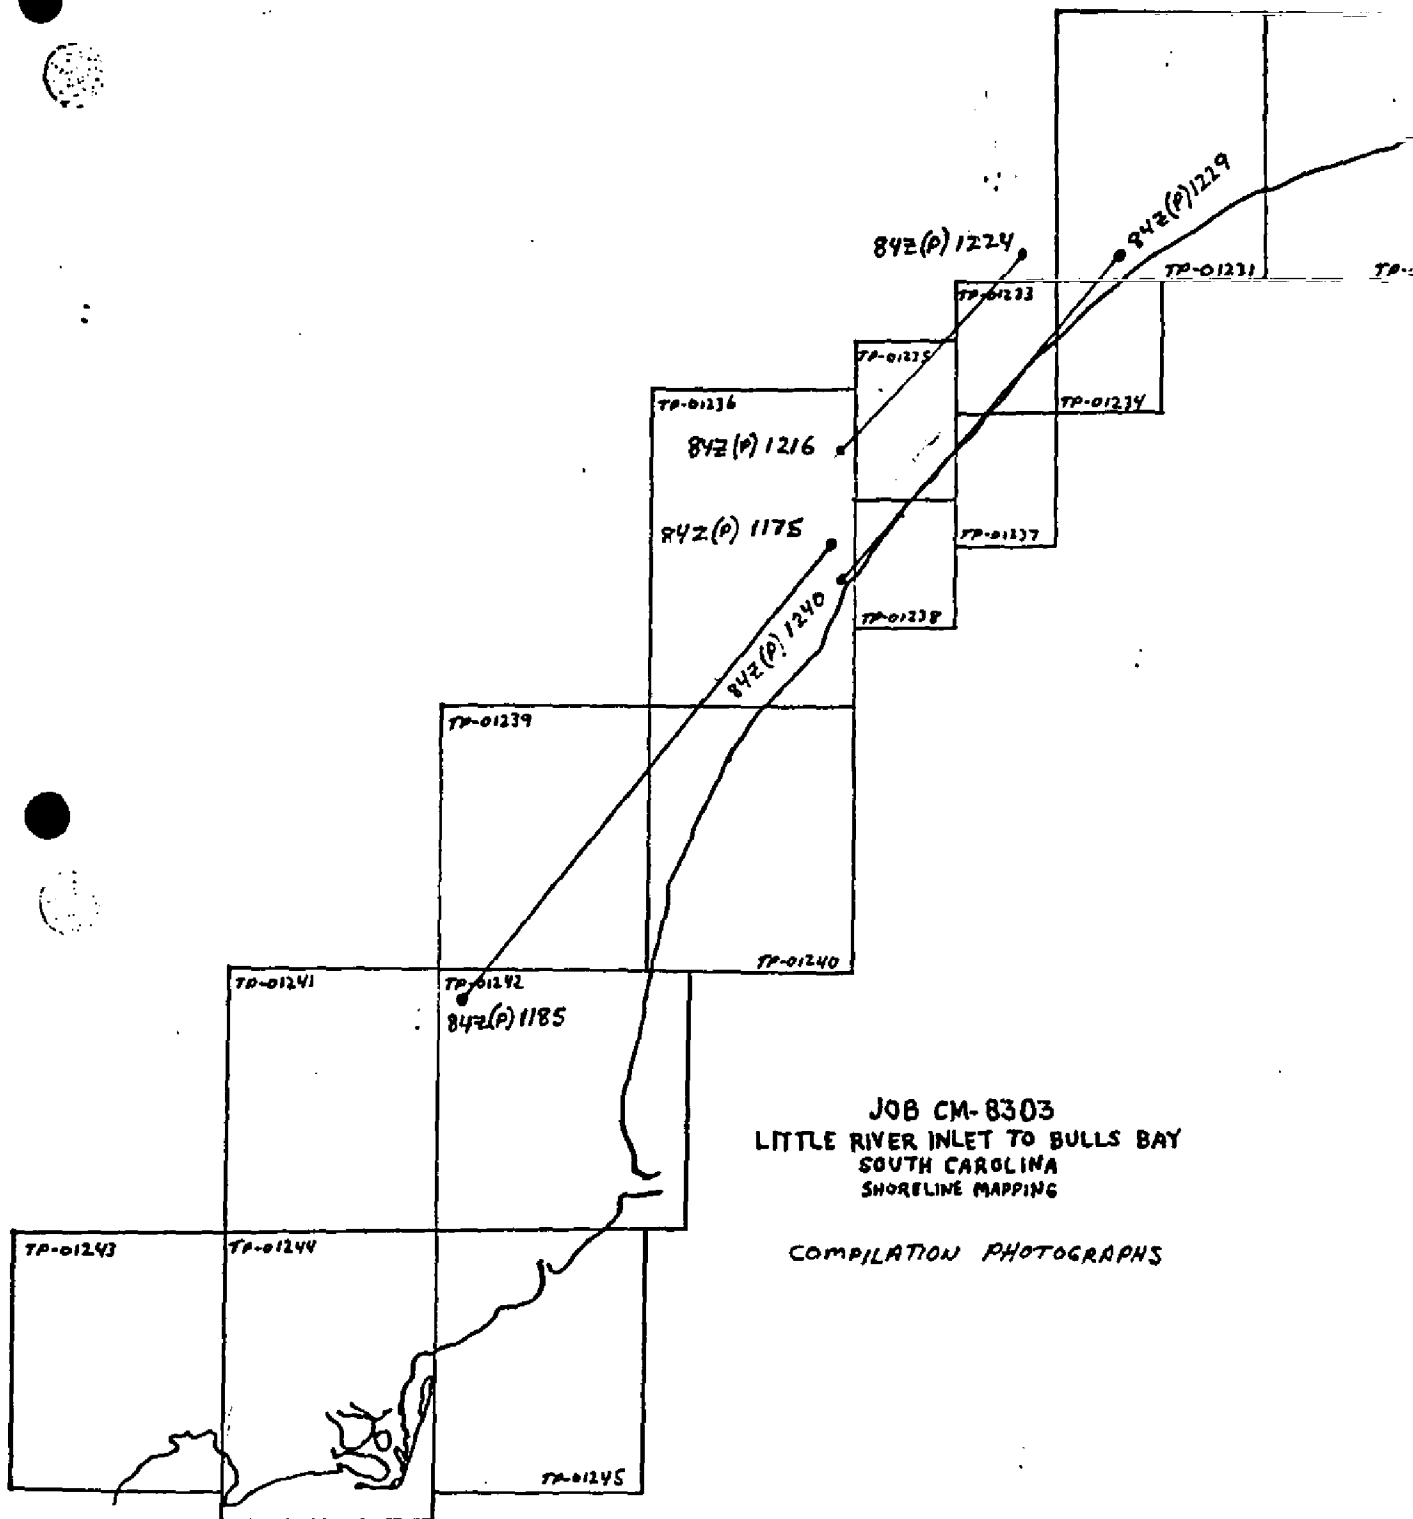 84Z(P)1229
84Z(P)1224
TP-01231
TP-
TP-01233
TP-01235
TP-01236
TP-01234
84Z(P)1216
84Z(P)1175
TP-01237
84Z(P)1240
TP-01238
TP-01239
TP-01240
TP-01241
TP-01242
84Z(P)1185
JOB CM-8303
LITTLE RIVER INLET TO BULLS BAY
SOUTH CAROLINA
SHORELINE MAPPING
TP-01243
TP-01244
COMPILATION PHOTOGRAPHS
TP-01245